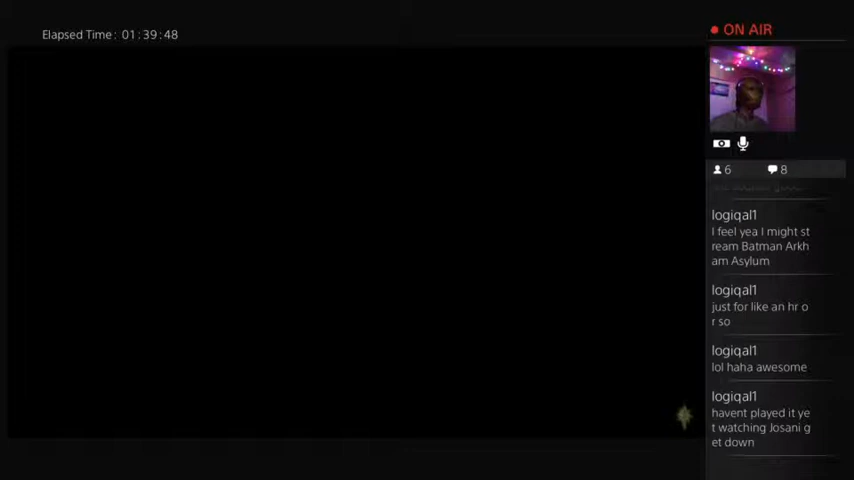 Elapsed Time: 01:39:48
ON AIR
6 8
logiqal1
I feel yea I might st
ream Batman Arkh
am Asylum
logiqal1
just for like an hr o
r so
logiqal1
lol haha awesome
logiqal1
havent played it ye
t watching Josani g
et down